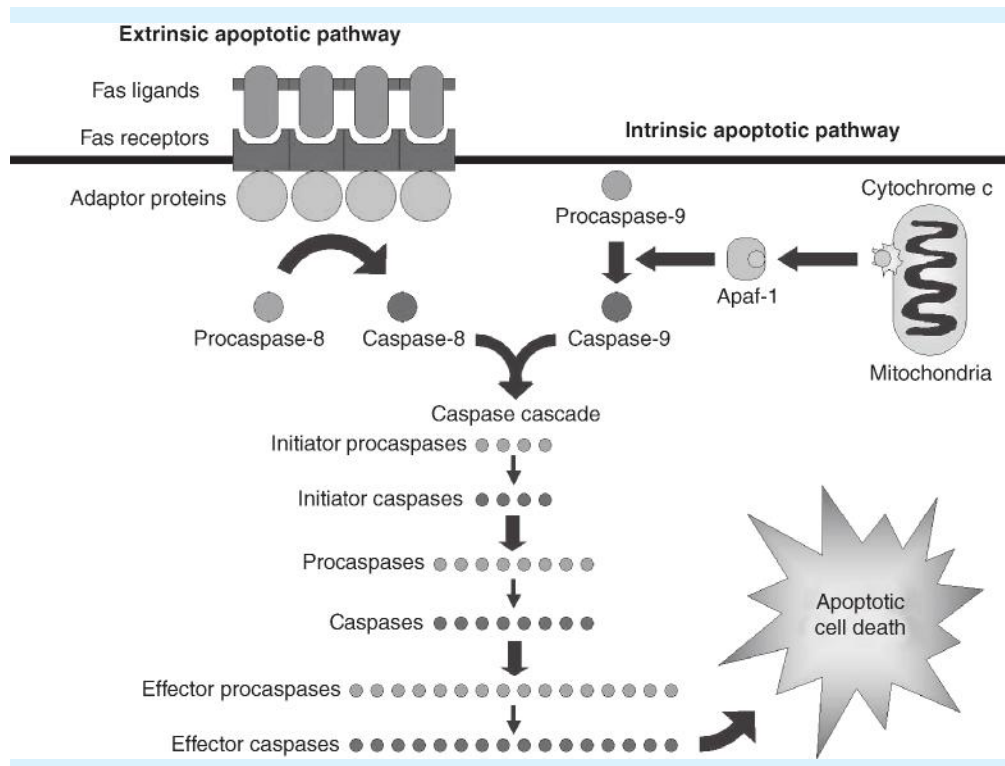 Extrinsic apoptotic pathway
Fas ligands
Fas receptors
Intrinsic apoptotic pathway
Adaptor proteins
Cytochrome c
Procaspase-9
Apaf-1
Procaspase-8
Caspase-8
Caspase-9
Mitochondria
Caspase cascade
Initiator procaspases
Initiator caspases
Procaspases
Caspases
Apoptotic
cell death
Effector procaspases
Effector caspases